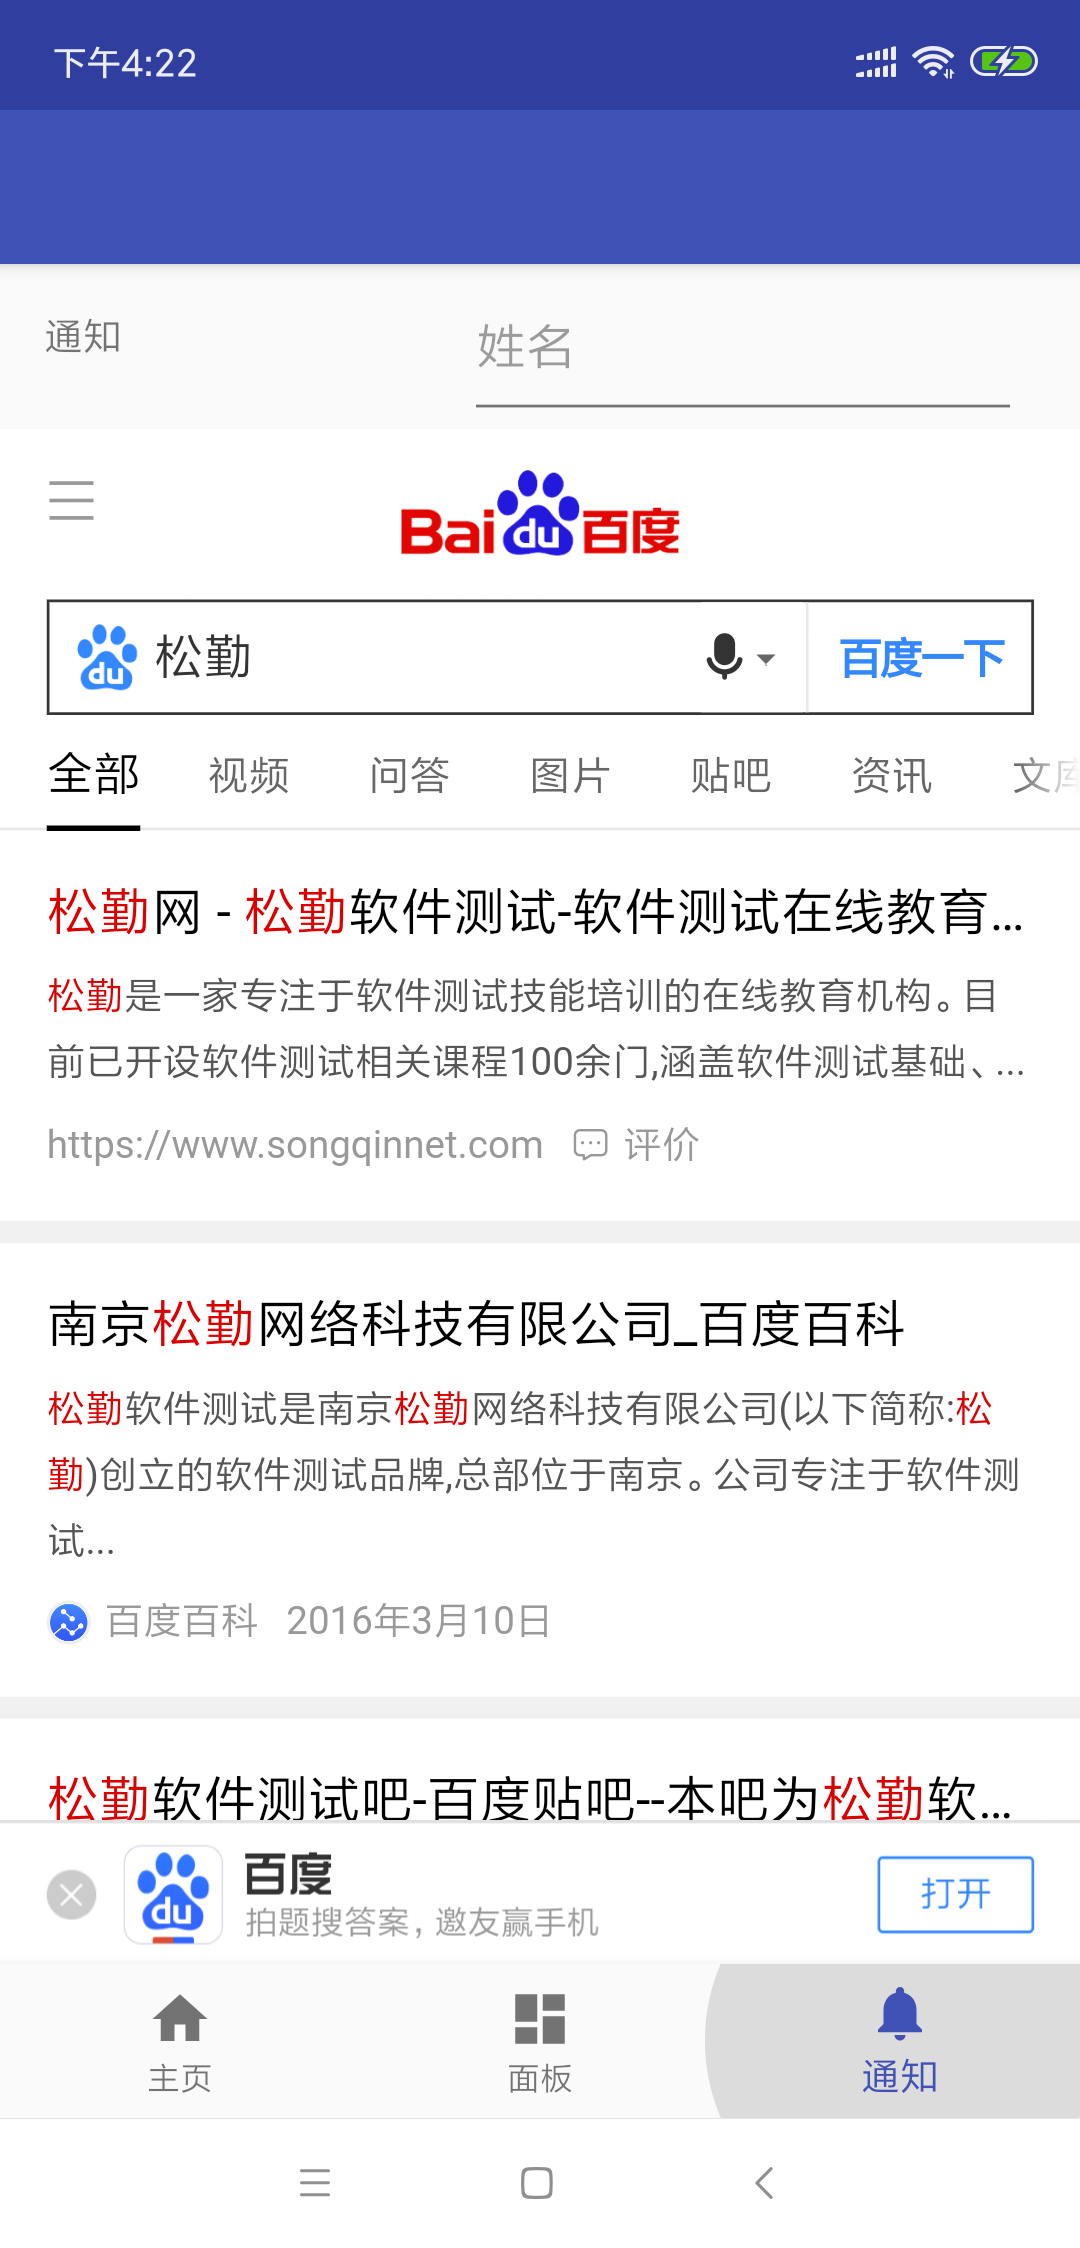 下午4:22
通知
姓名
Bai du 百度
du 松勤 百度一下
全部 视频 问答 图片 贴吧 资讯 文库
松勤网 - 松勤软件测试-软件测试在线教育...
松勤是一家专注于软件测试技能培训的在线教育机构。目
前已开设软件测试相关课程100余门,涵盖软件测试基础、...
https://www.songqinnet.com 评价
南京松勤网络科技有限公司_百度百科
松勤软件测试是南京松勤网络科技有限公司(以下简称:松
勤)创立的软件测试品牌,总部位于南京。公司专注于软件测
试...
百度百科 2016年3月10日
松勤软件测试吧-百度贴吧--本吧为松勤软...
du 百度
拍题搜答案，邀友赢手机
打开
主页 面板 通知